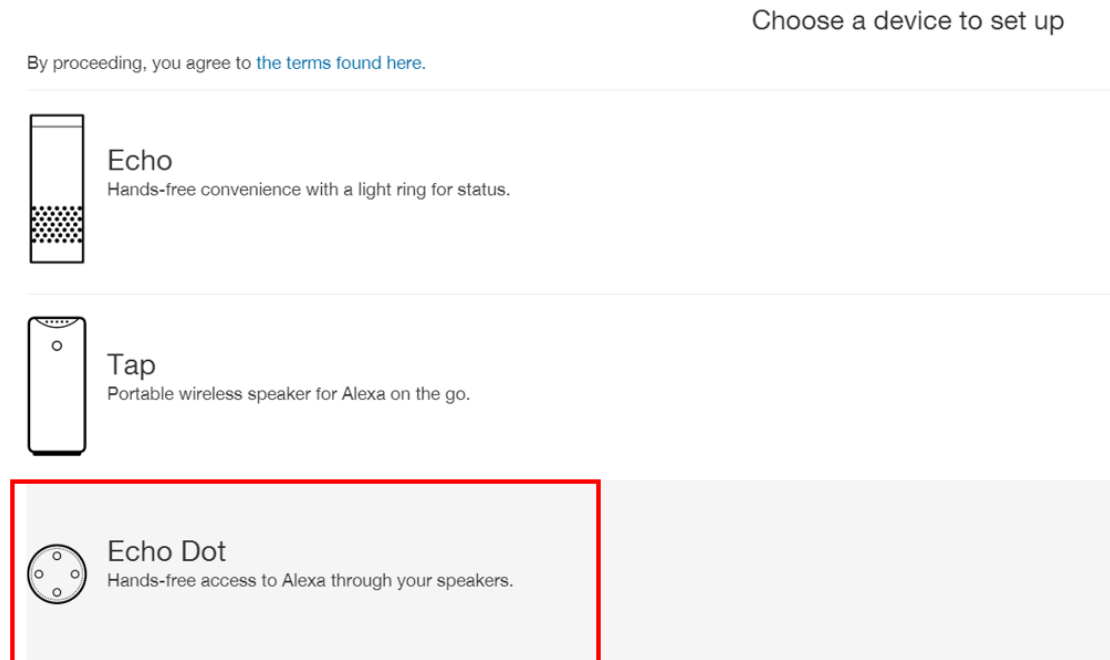 Choose a device to set up
By proceeding, you agree to the terms found here.
Echo
Hands-free convenience with a light ring for status.
Tap
Portable wireless speaker for Alexa on the go.
Echo Dot
Hands-free access to Alexa through your speakers.